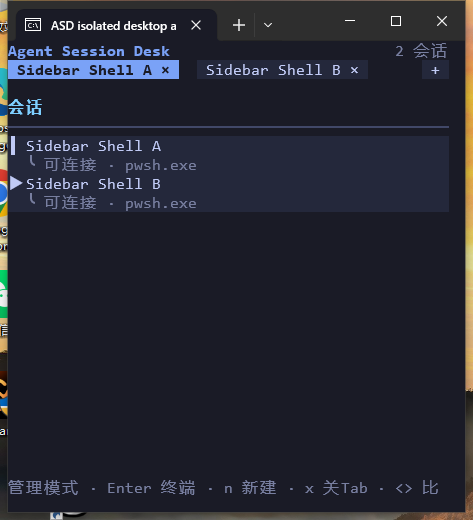 ASD isolated desktop a
Agent Session Desk 2 会话
Sidebar Shell A × Sidebar Shell B × +
会话
Sidebar Shell A
╰ 可连接 · pwsh.exe
▶Sidebar Shell B
╰ 可连接 · pwsh.exe
管理模式 · Enter 终端 · n 新建 · x 关Tab · <> 比